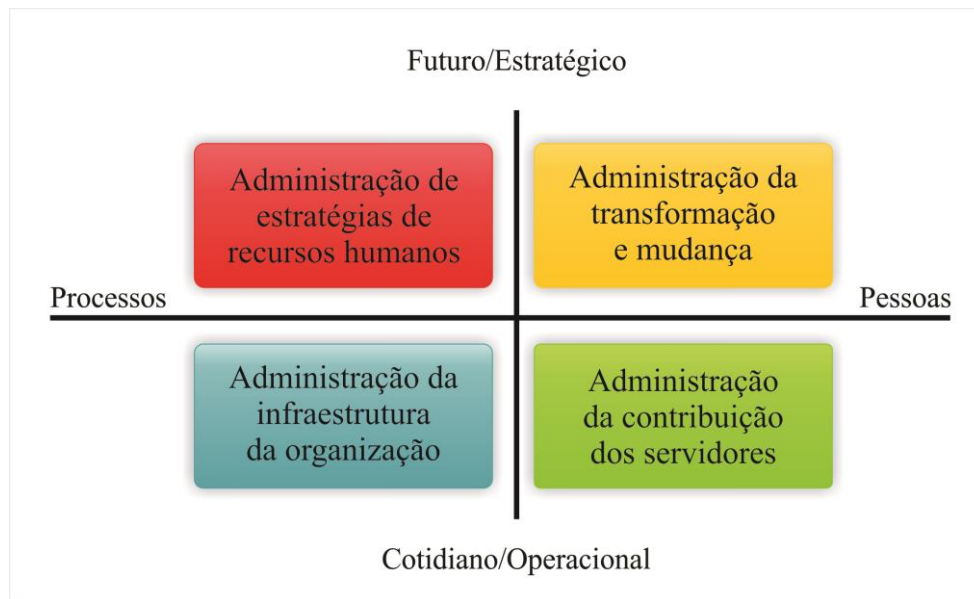 Futuro/Estratégico
Administração de
estratégias de
recursos humanos
Administração da
transformação
e mudança
Processos
Pessoas
Administração da
infraestrutura
da organização
Administração
da contribuição
dos servidores
Cotidiano/Operacional